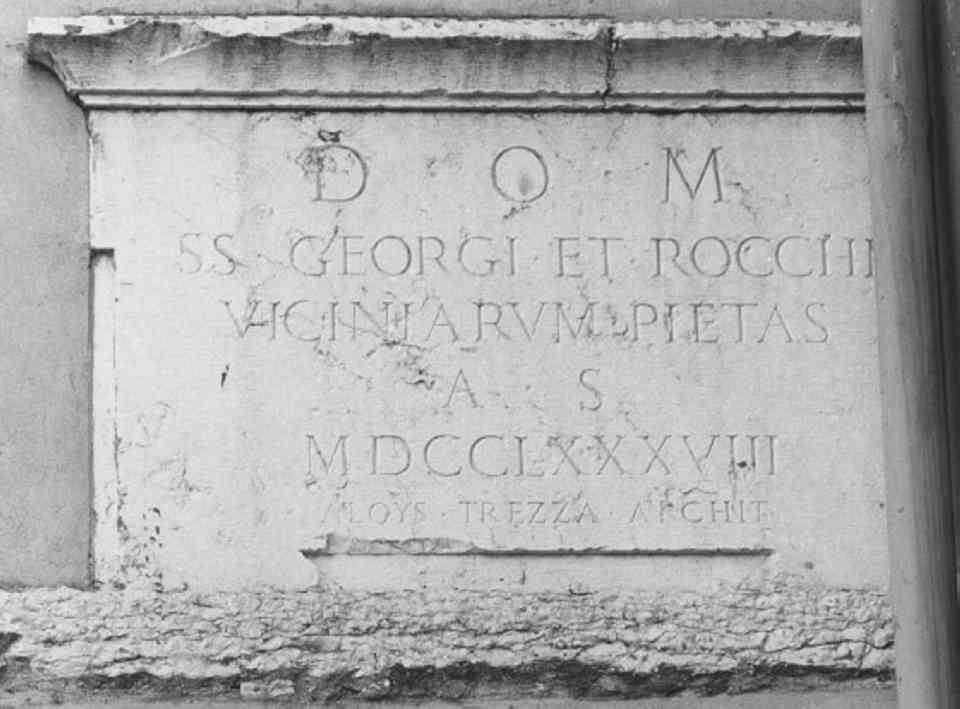 D O M
SS GEORGI ET ROCCHI
VICINIARVM PIETAS
A S
MDCCLXXXVIII
ALOYS · TREZZA · ARCHIT